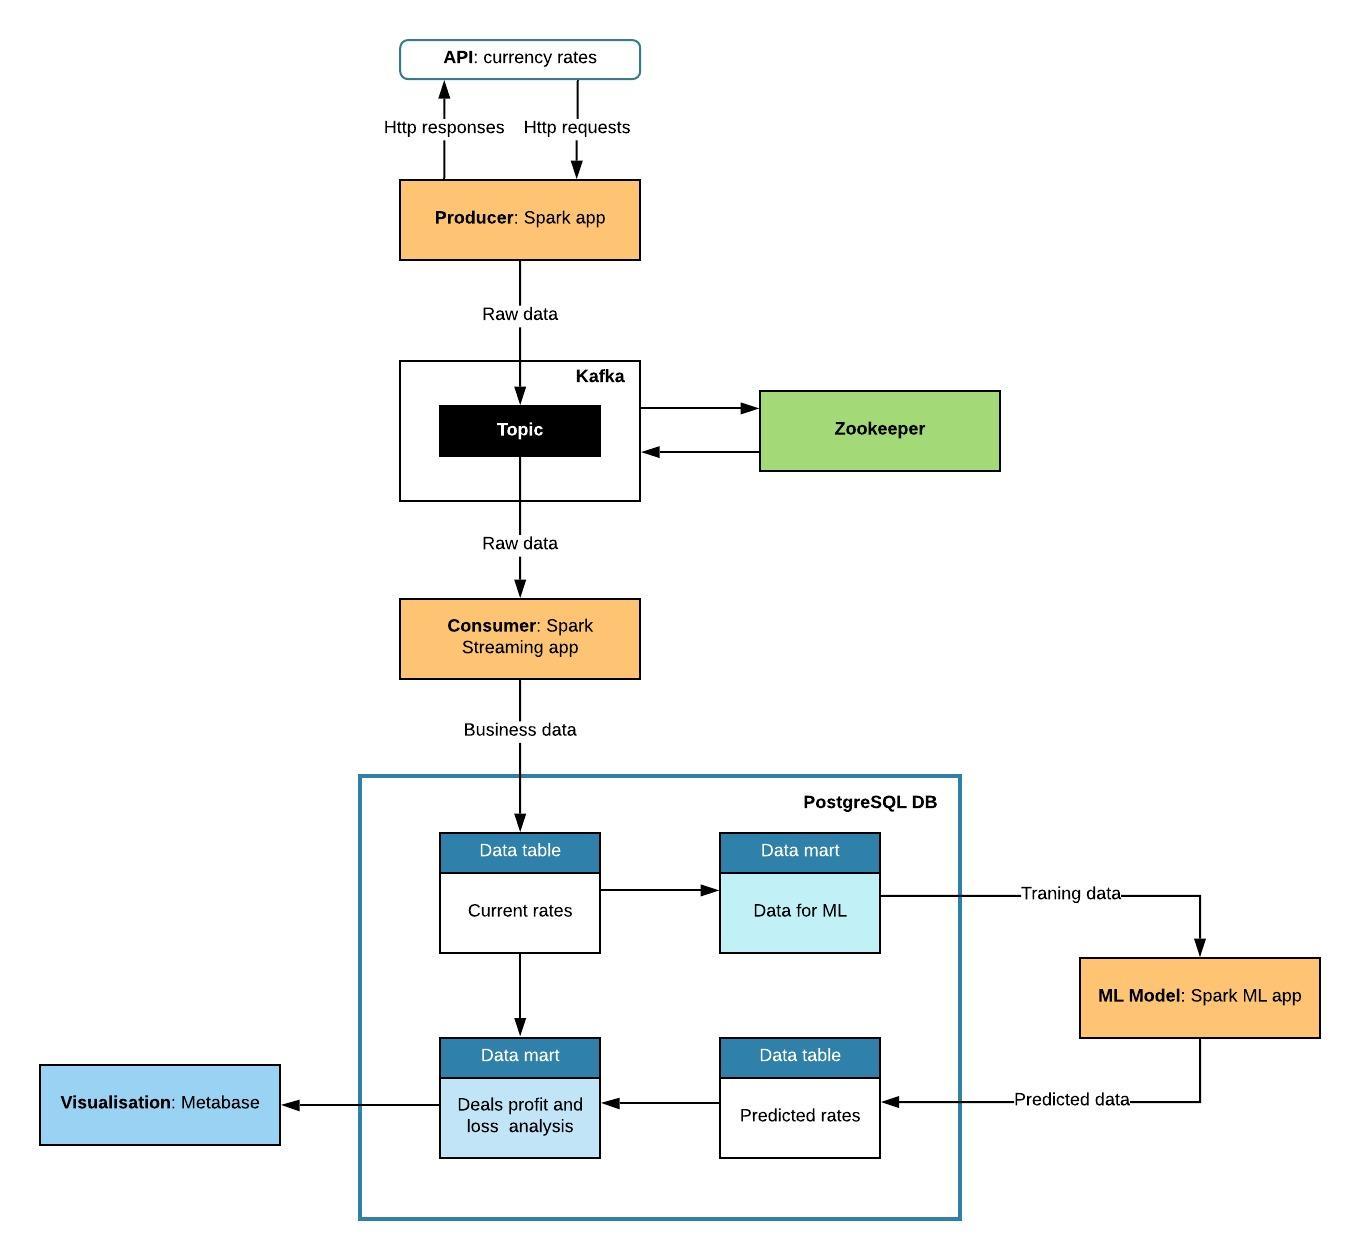 API: currency rates
Http responses
Http requests
Producer: Spark app
Raw data
Kafka
Topic
Zookeeper
Raw data
Consumer: Spark
Streaming app
Business data
PostgreSQL DB
Data table
Data mart
Current rates
Data for ML
Traning data
ML Model: Spark ML app
Data mart
Data table
Visualisation: Metabase
Deals profit and
loss analysis
Predicted rates
Predicted data